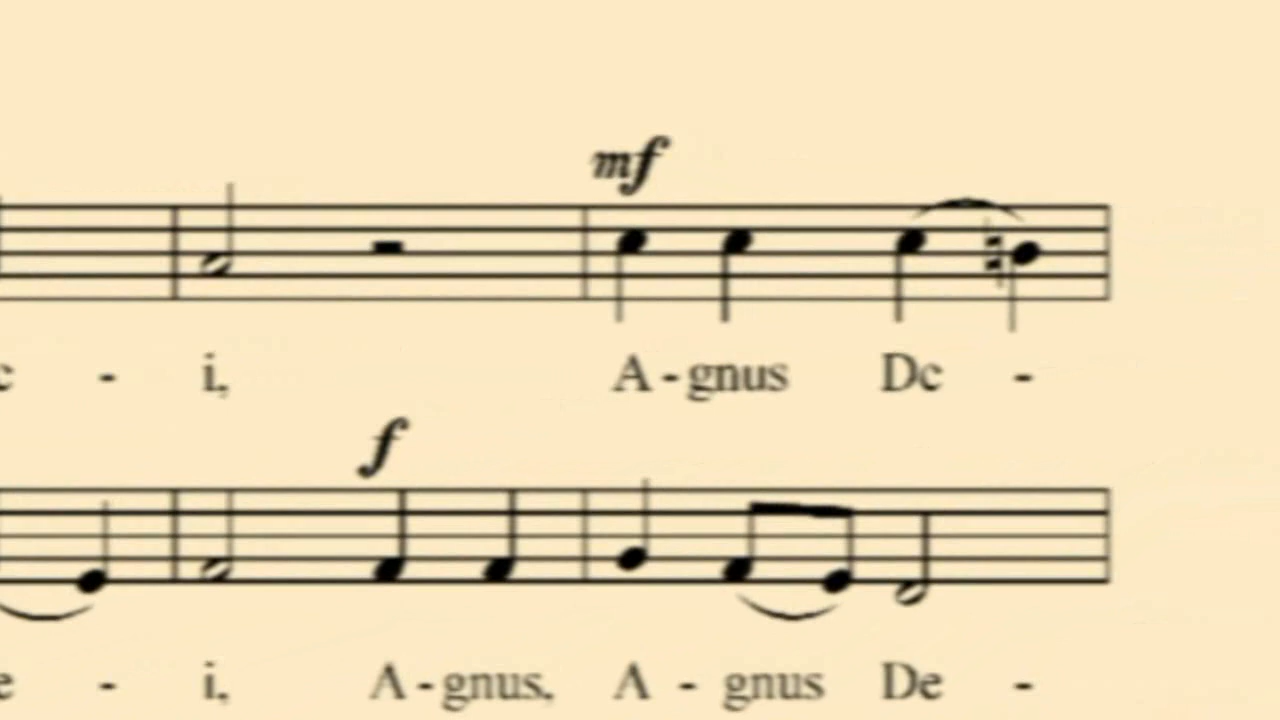 mf
- i, A - gnus De -
f
e - i, A - gnus, A - gnus De -